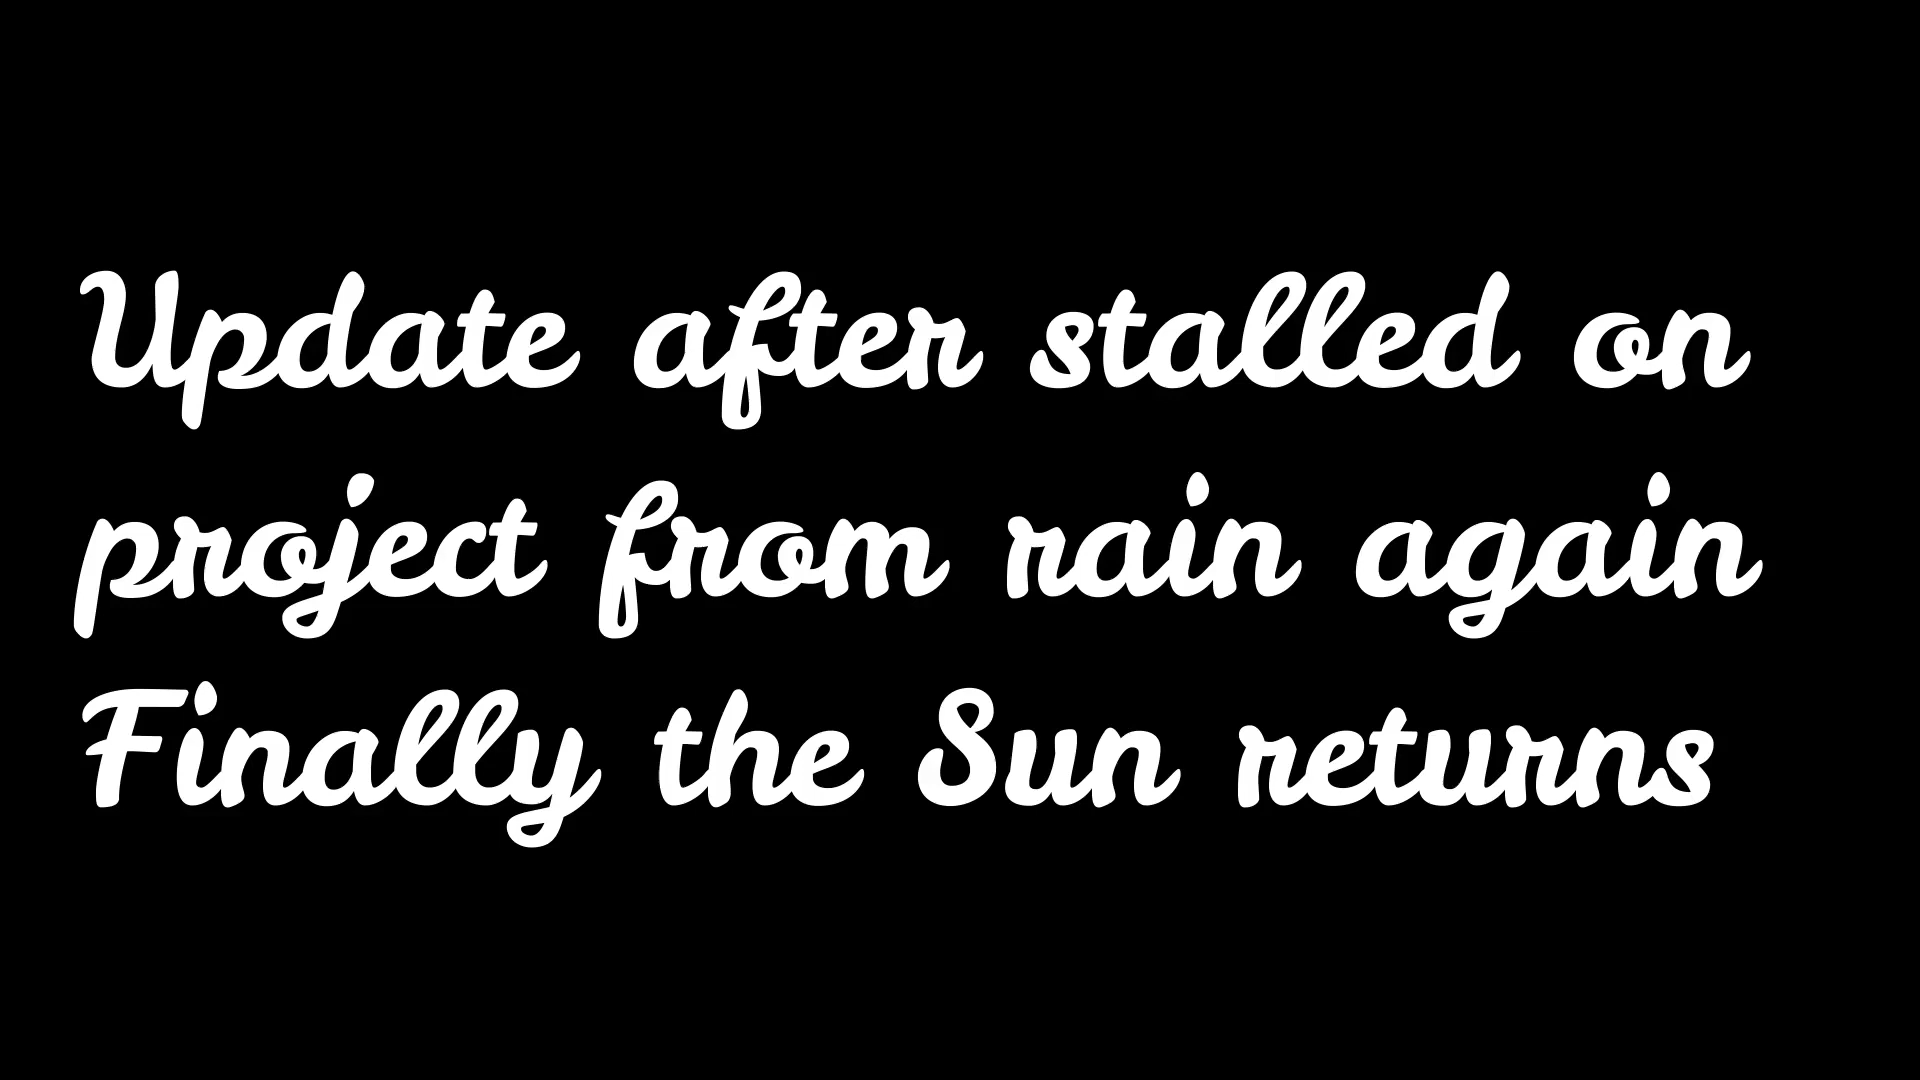 Update after stalled on
project from rain again
Finally the Sun returns